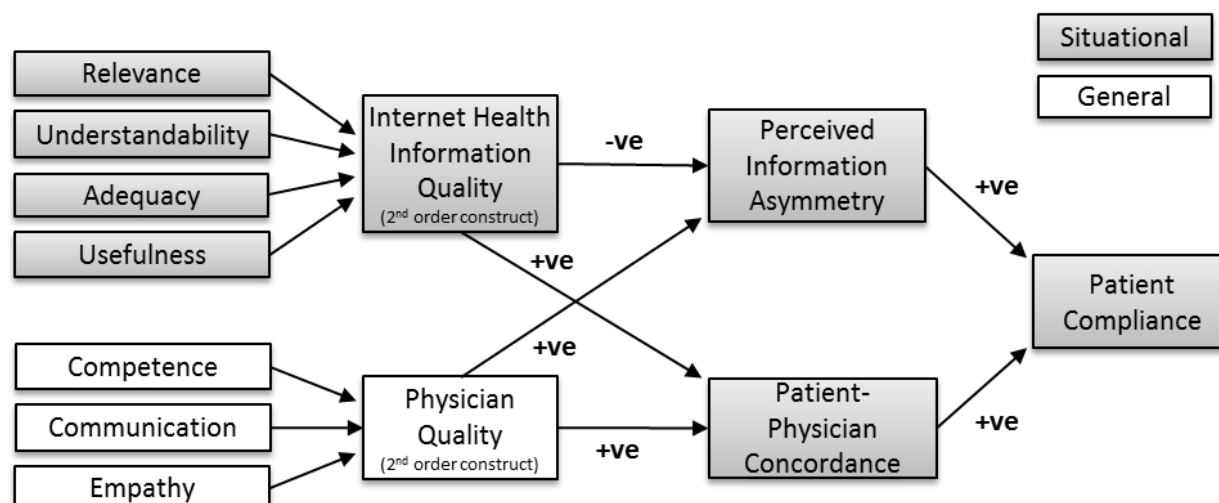 Situational
General
Relevance
Understandability
Adequacy
Usefulness
Internet Health
Information
Quality
(2nd order construct)
-ve
Perceived
Information
Asymmetry
+ve
+ve
+ve
Patient
Compliance
Competence
Communication
Empathy
Physician
Quality
(2nd order construct)
+ve
Patient-
Physician
Concordance
+ve